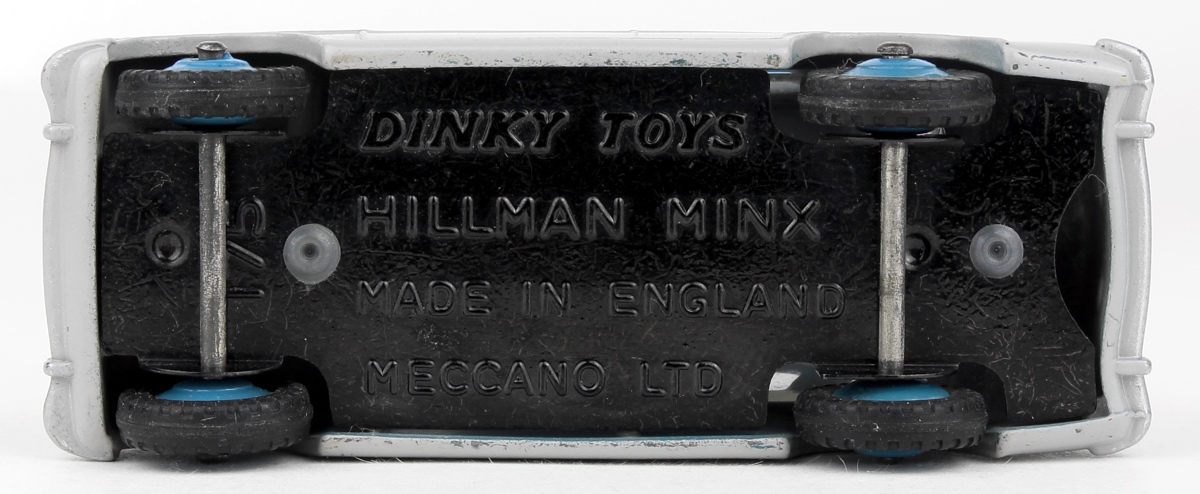 DINKY TOYS
HILLMAN MINX
MADE IN ENGLAND
MECCANO LTD
175